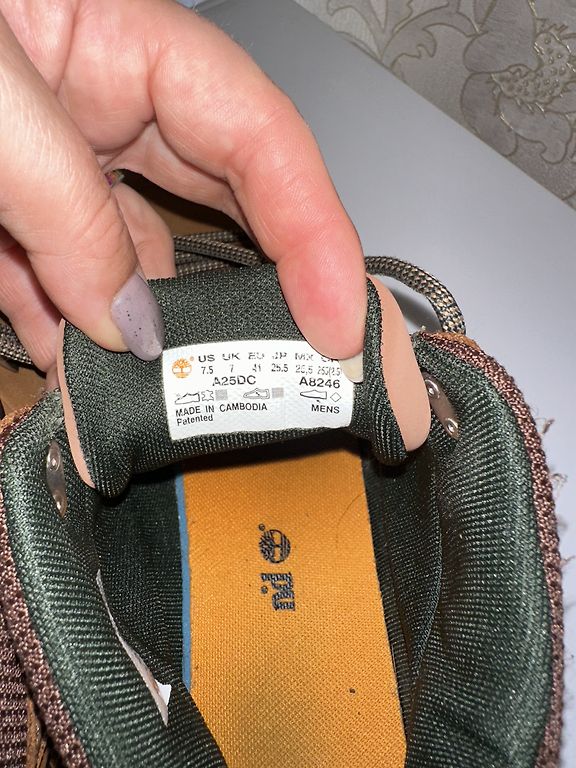 US UK EU JP MX
7.5 7 41 25.5 25.5
A25DC A8246
MADE IN CAMBODIA MENS
Patented